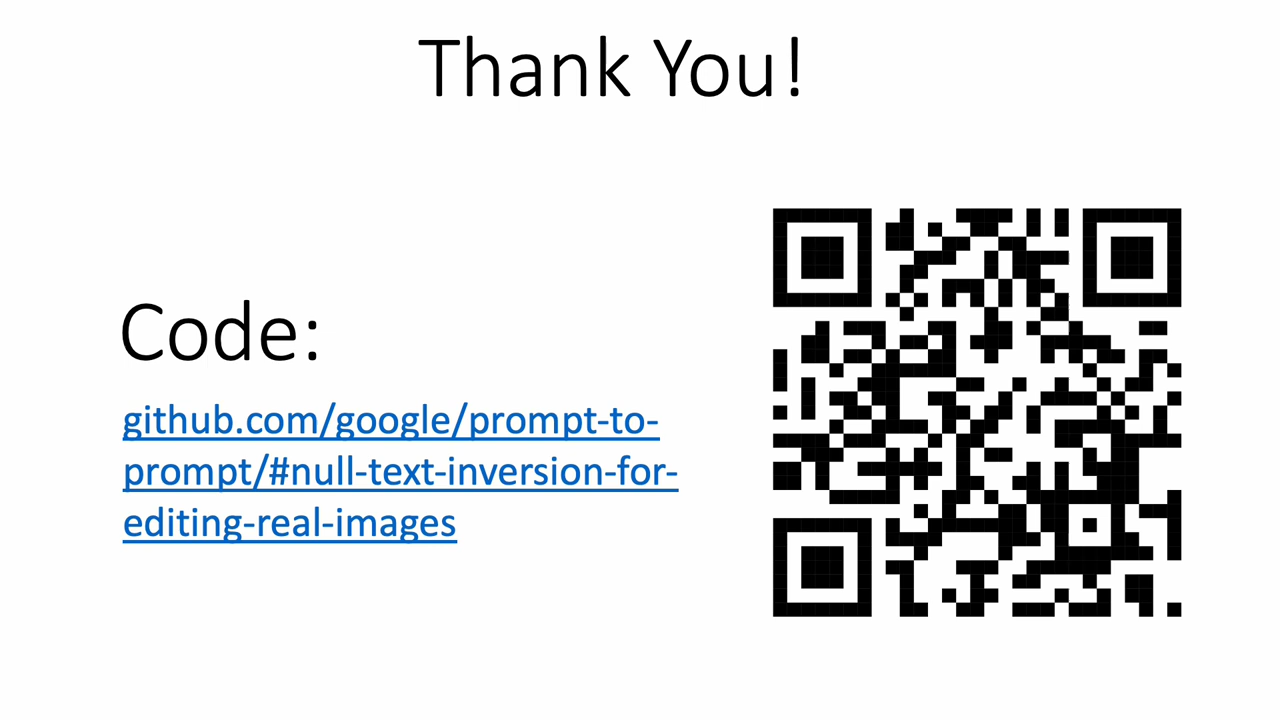 Thank You!
Code:
github.com/google/prompt-to-
prompt/#null-text-inversion-for-
editing-real-images